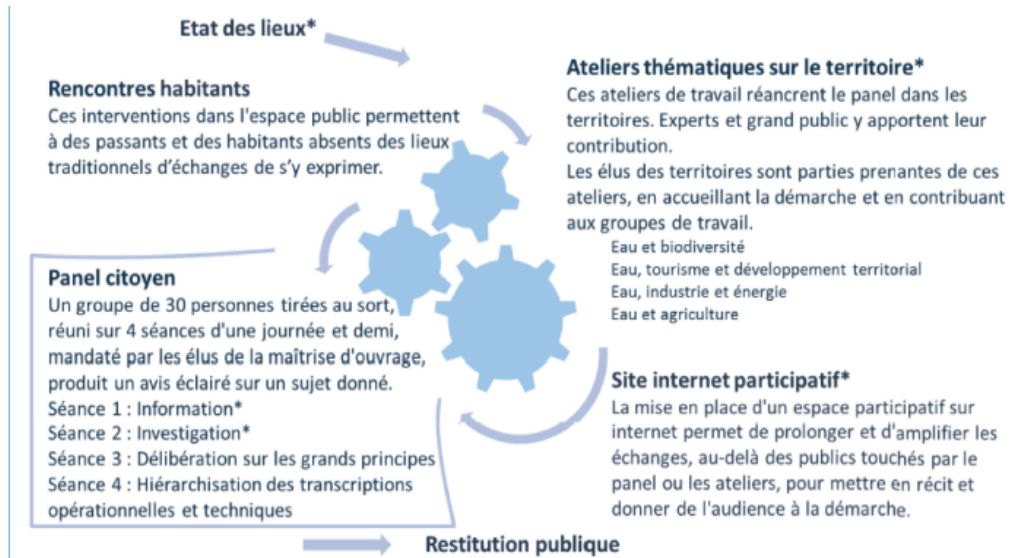 Etat des lieux*
Rencontres habitants
Ces interventions dans l'espace public permettent
à des passants et des habitants absents des lieux
traditionnels d'échanges de s'y exprimer.
Ateliers thématiques sur le territoire*
Ces ateliers de travail réancrent le panel dans les
territoires. Experts et grand public y apportent leur
contribution.
Les élus des territoires sont parties prenantes de ces
ateliers, en accueillant la démarche et en contribuant
aux groupes de travail.
Eau et biodiversité
Eau, tourisme et développement territorial
Eau, industrie et énergie
Eau et agriculture
Panel citoyen
Un groupe de 30 personnes tirées au sort,
réuni sur 4 séances d'une journée et demi,
mandaté par les élus de la maîtrise d'ouvrage,
produit un avis éclairé sur un sujet donné.
Séance 1 : Information*
Séance 2 : Investigation*
Séance 3 : Délibération sur les grands principes
Séance 4 : Hiérarchisation des transcriptions
opérationnelles et techniques
Site internet participatif*
La mise en place d'un espace participatif sur
internet permet de prolonger et d'amplifier les
échanges, au-delà des publics touchés par le
panel ou les ateliers, pour mettre en récit et
donner de l'audience à la démarche.
Restitution publique